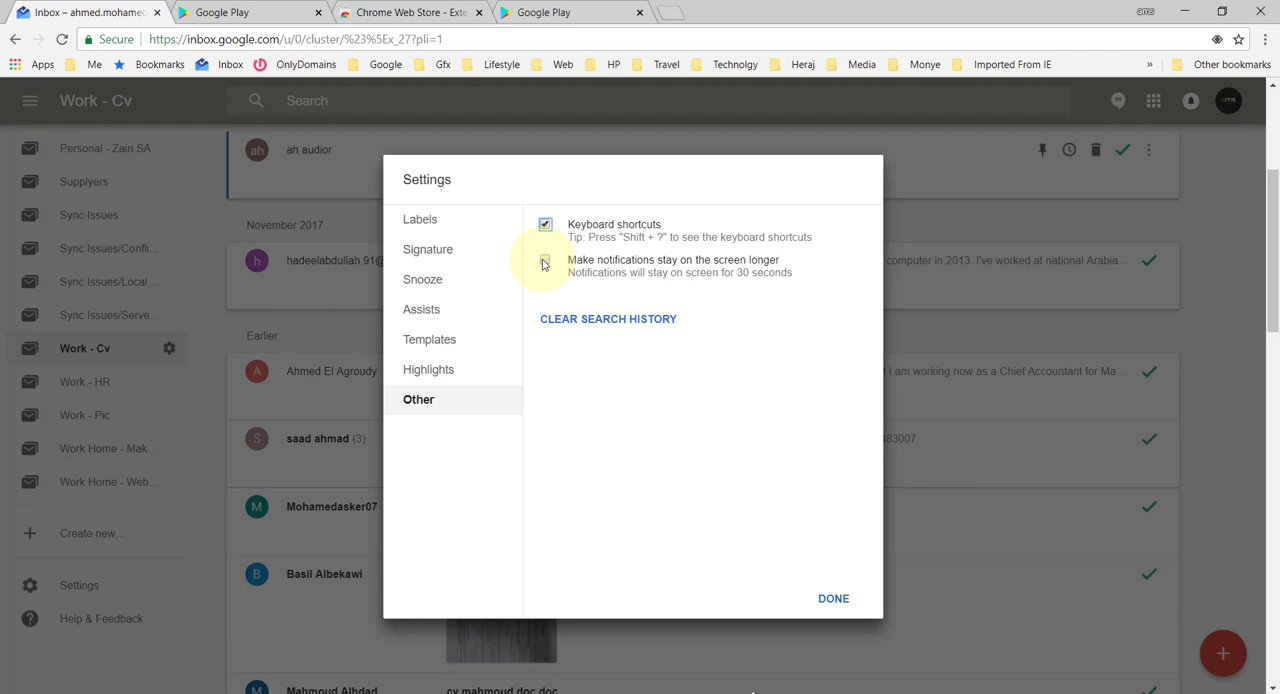 Inbox – ahmed.mohamed
Google Play
Chrome Web Store - Exte
Google Play
ams
Secure
https://inbox.google.com/u/0/cluster/%23%5Ex_27?pli=1
Apps
Me
Bookmarks
Inbox
OnlyDomains
Google
Gfx
Lifestyle
Web
HP
Travel
Technolgy
Heraj
Media
Monye
Imported From IE
»
Other bookmarks
Work - Cv
Search
ams
Personal - Zain SA
Supplyers
Sync Issues
Sync Issues/Confli...
Sync Issues/Local ...
Sync Issues/Serve...
Work - Cv
Work - HR
Work - Pic
Work Home - Mak...
Work Home - Web...
Create new...
Settings
Help & Feedback
ah
ah audior
November 2017
h
hadeelabdullah.91@
computer in 2013 I've worked at national Arabia...
Earlier
A
Ahmed El Agroudy
I am working now as a Chief Accountant for Ma...
S
saad ahmad (3)
383007
M
Mohamedasker07
B
Basil Albekawi
M
Mahmoud Alhdad
cv mahmoud doc doc
Settings
Labels
Signature
Snooze
Assists
Templates
Highlights
Other
Keyboard shortcuts
Tip: Press "Shift + ?" to see the keyboard shortcuts
Make notifications stay on the screen longer
Notifications will stay on screen for 30 seconds
CLEAR SEARCH HISTORY
DONE